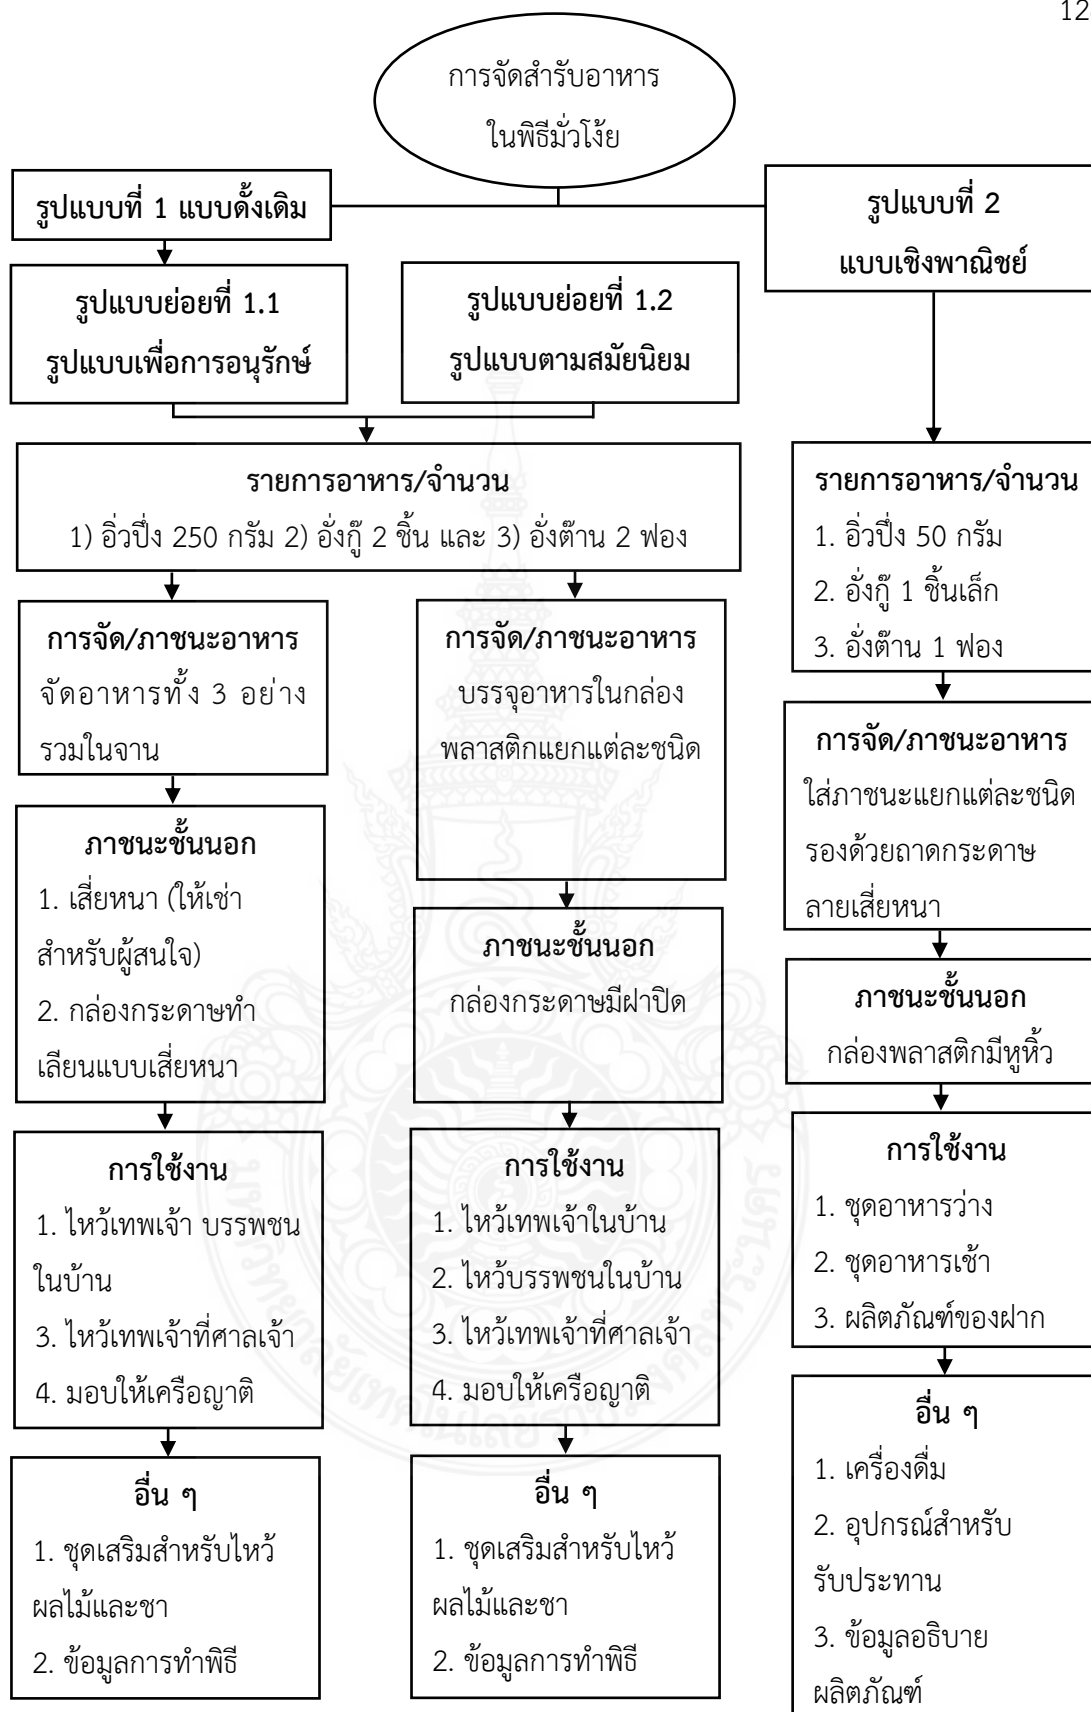 12
การจัดสำรับอาหาร
ในพิธีมั่วโง้ย
รูปแบบที่ 1 แบบดั้งเดิม
รูปแบบที่ 2
แบบเชิงพาณิชย์
รูปแบบย่อยที่ 1.1
รูปแบบเพื่อการอนุรักษ์
รูปแบบย่อยที่ 1.2
รูปแบบตามสมัยนิยม
รายการอาหาร/จำนวน
1) อิ่วปึ่ง 250 กรัม 2) อั่งกู๊ 2 ชิ้น และ 3) อั่งต๊าน 2 ฟอง
รายการอาหาร/จำนวน
1. อิ่วปึ่ง 50 กรัม
2. อั่งกู๊ 1 ชิ้นเล็ก
3. อั่งต๊าน 1 ฟอง
การจัด/ภาชนะอาหาร
จัดอาหารทั้ง 3 อย่าง
รวมในจาน
การจัด/ภาชนะอาหาร
บรรจุอาหารในกล่อง
พลาสติกแยกแต่ละชนิด
การจัด/ภาชนะอาหาร
ใส่ภาชนะแยกแต่ละชนิด
รองด้วยถาดกระดาษ
ลายเสี่ยหนา
ภาชนะชั้นนอก
1. เสี่ยหนา (ให้เช่า
สำหรับผู้สนใจ)
2. กล่องกระดาษทำ
เลียนแบบเสี่ยหนา
ภาชนะชั้นนอก
กล่องกระดาษมีฝาปิด
ภาชนะชั้นนอก
กล่องพลาสติกมีหูหิ้ว
การใช้งาน
1. ไหว้เทพเจ้า บรรพชน
ในบ้าน
3. ไหว้เทพเจ้าที่ศาลเจ้า
4. มอบให้เครือญาติ
การใช้งาน
1. ไหว้เทพเจ้าในบ้าน
2. ไหว้บรรพชนในบ้าน
3. ไหว้เทพเจ้าที่ศาลเจ้า
4. มอบให้เครือญาติ
การใช้งาน
1. ชุดอาหารว่าง
2. ชุดอาหารเช้า
3. ผลิตภัณฑ์ของฝาก
อื่น ๆ
1. ชุดเสริมสำหรับไหว้
ผลไม้และชา
2. ข้อมูลการทำพิธี
อื่น ๆ
1. ชุดเสริมสำหรับไหว้
ผลไม้และชา
2. ข้อมูลการทำพิธี
อื่น ๆ
1. เครื่องดื่ม
2. อุปกรณ์สำหรับ
รับประทาน
3. ข้อมูลอธิบาย
ผลิตภัณฑ์
มหาวิทยาลัยเทคโนโลยีราชมงคลพระนคร